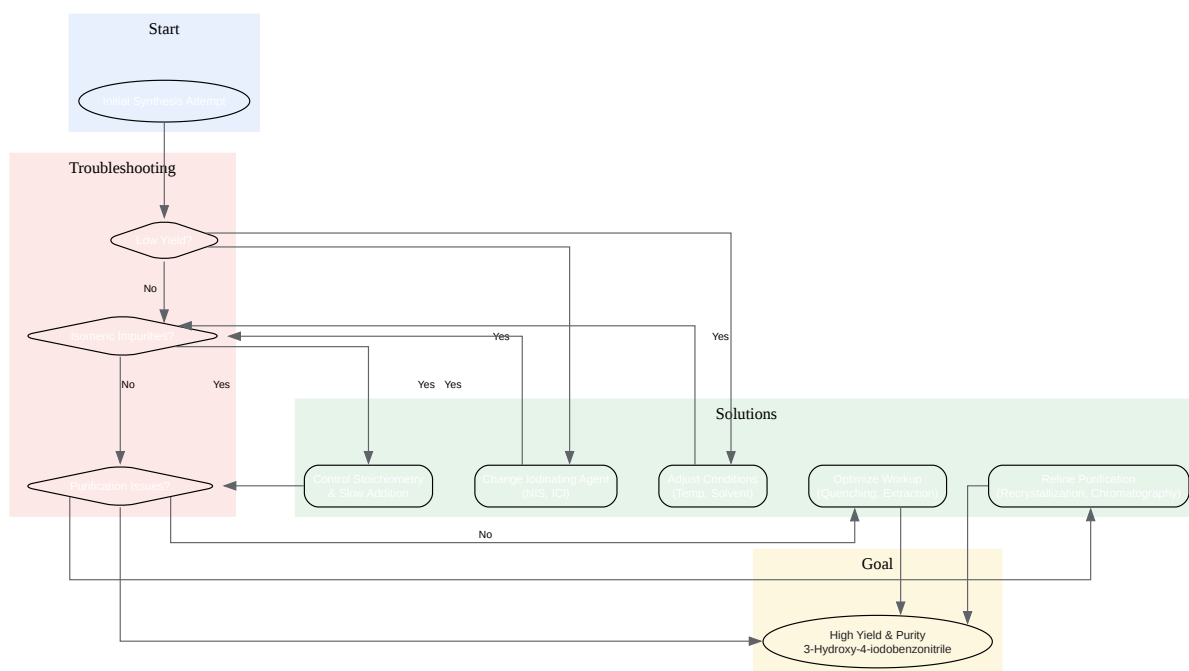 Start
Initial Synthesis Attempt
Troubleshooting
Low Yield?
No
Isomeric Impurities?
Yes
Yes
No
Yes
Yes
Yes
Solutions
Purification Issues?
Control Stoichiometry
& Slow Addition
Change Iodinating Agent
(NIS, ICl)
Adjust Conditions
(Temp, Solvent)
Optimize Workup
(Quenching, Extraction)
Refine Purification
(Recrystallization, Chromatography)
No
Goal
High Yield & Purity
3-Hydroxy-4-iodobenzonitrile